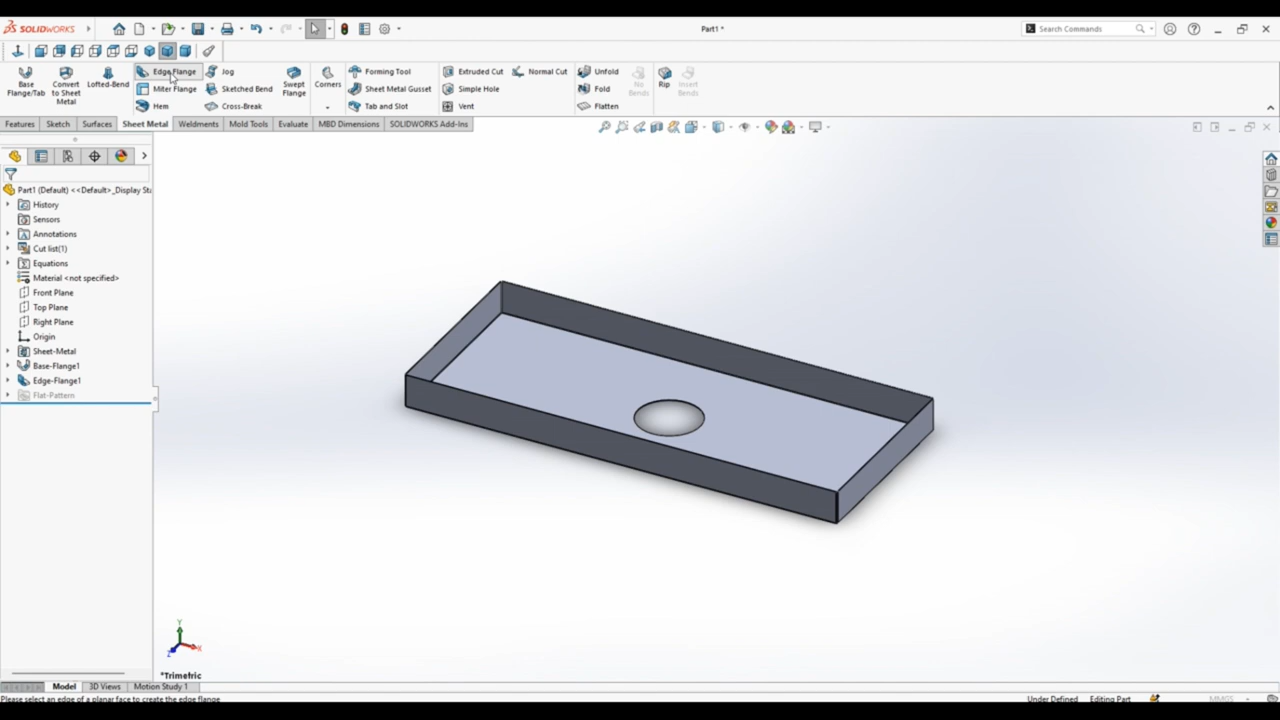 SOLIDWORKS
Part1 *
Search Commands
Base Flange/Tab
Convert to Sheet Metal
Lofted-Bend
Edge Flange
Miter Flange
Hem
Jog
Sketched Bend
Cross-Break
Swept Flange
Corners
Forming Tool
Sheet Metal Gusset
Tab and Slot
Extruded Cut
Simple Hole
Vent
Normal Cut
Unfold
Fold
Flatten
No Bends
Rip
Insert Bends
Features
Sketch
Surfaces
Sheet Metal
Weldments
Mold Tools
Evaluate
MBD Dimensions
SOLIDWORKS Add-Ins
Part1 (Default) <<Default>_Display Sta
History
Sensors
Annotations
Cut list(1)
Equations
Material <not specified>
Front Plane
Top Plane
Right Plane
Origin
Sheet-Metal
Base-Flange1
Edge-Flange1
Flat-Pattern
Y
X
Z
*Trimetric
Model
3D Views
Motion Study 1
Please select an edge of a planar face to create the edge flange
Under Defined
Editing Part
MMGS